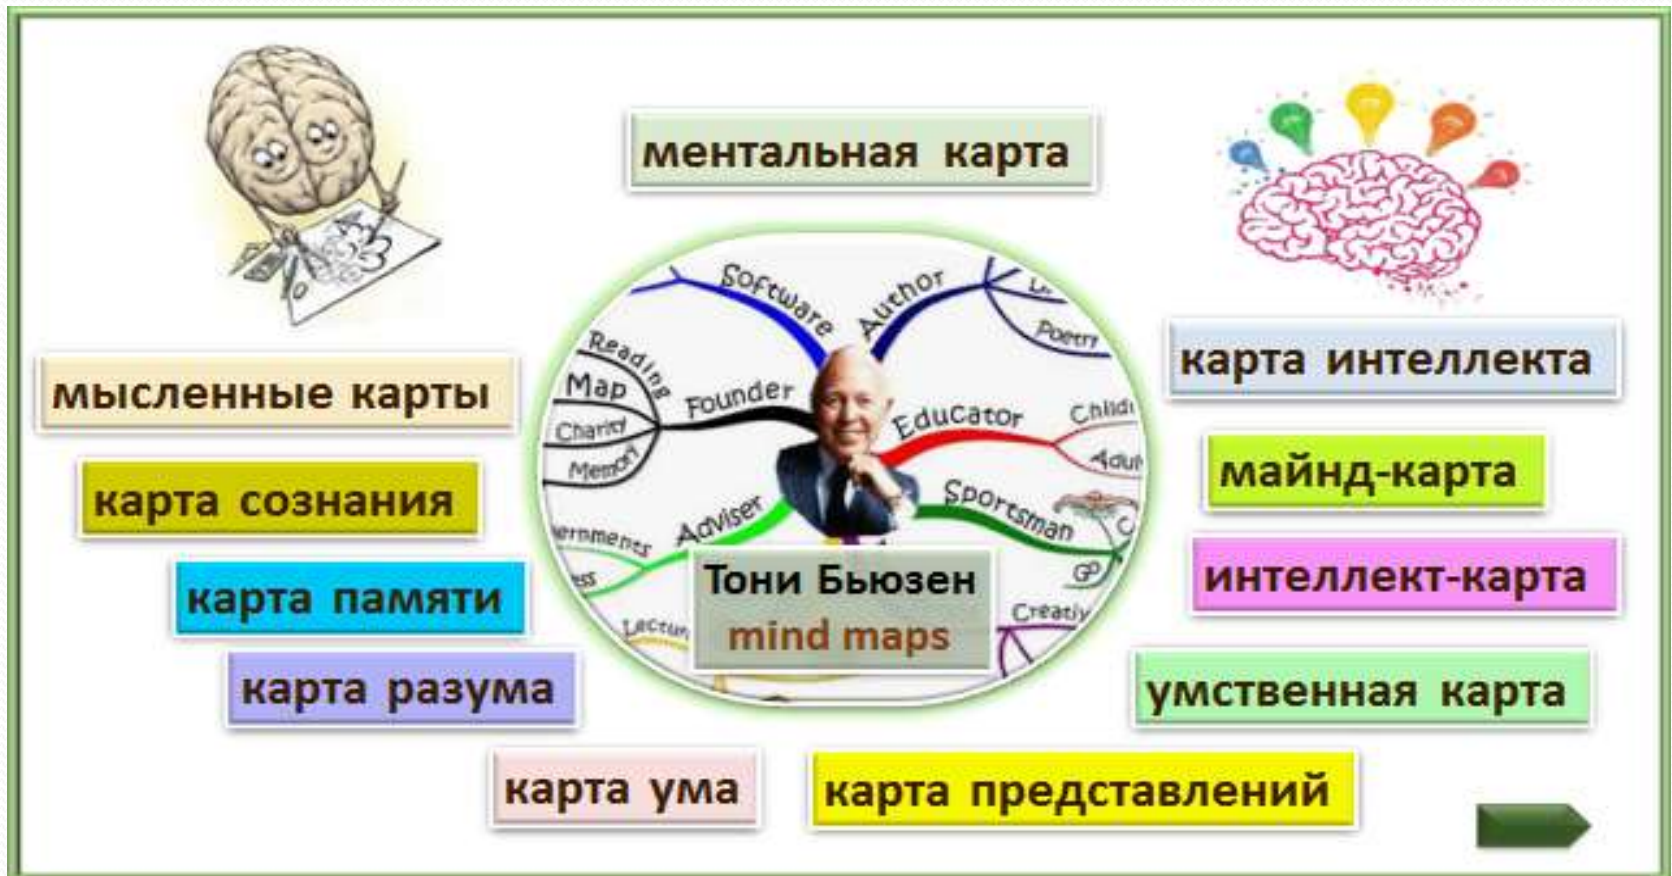 ментальная карта
мысленные карты
карта сознания
карта памяти
карта разума
карта ума
карта представлений
умственная карта
интеллект-карта
майнд-карта
карта интеллекта
Software
Author
Poetry
Reading
Map
Charity
Memory
Founder
Educator
Adviser
Sportsman
Тони Бьюзен
mind maps